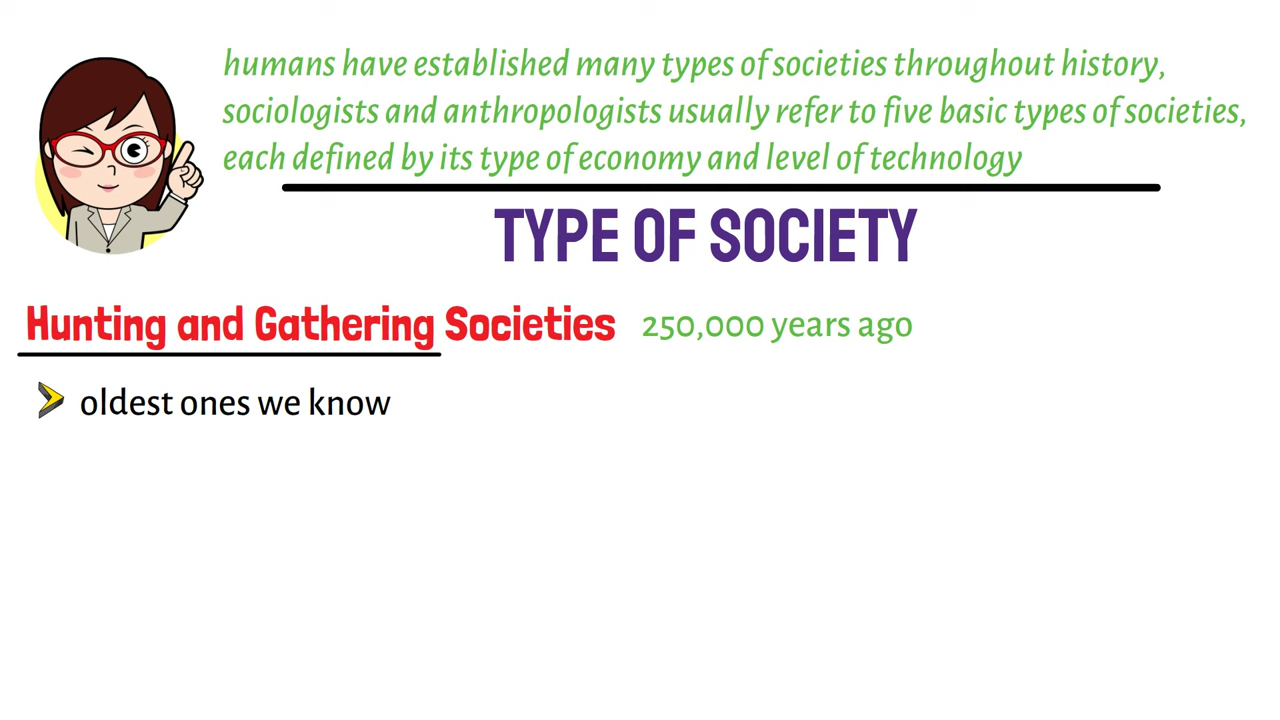 humans have established many types of societies throughout history,
sociologists and anthropologists usually refer to five basic types of societies,
each defined by its type of economy and level of technology
TYPE OF SOCIETY
Hunting and Gathering Societies 250,000 years ago
oldest ones we know